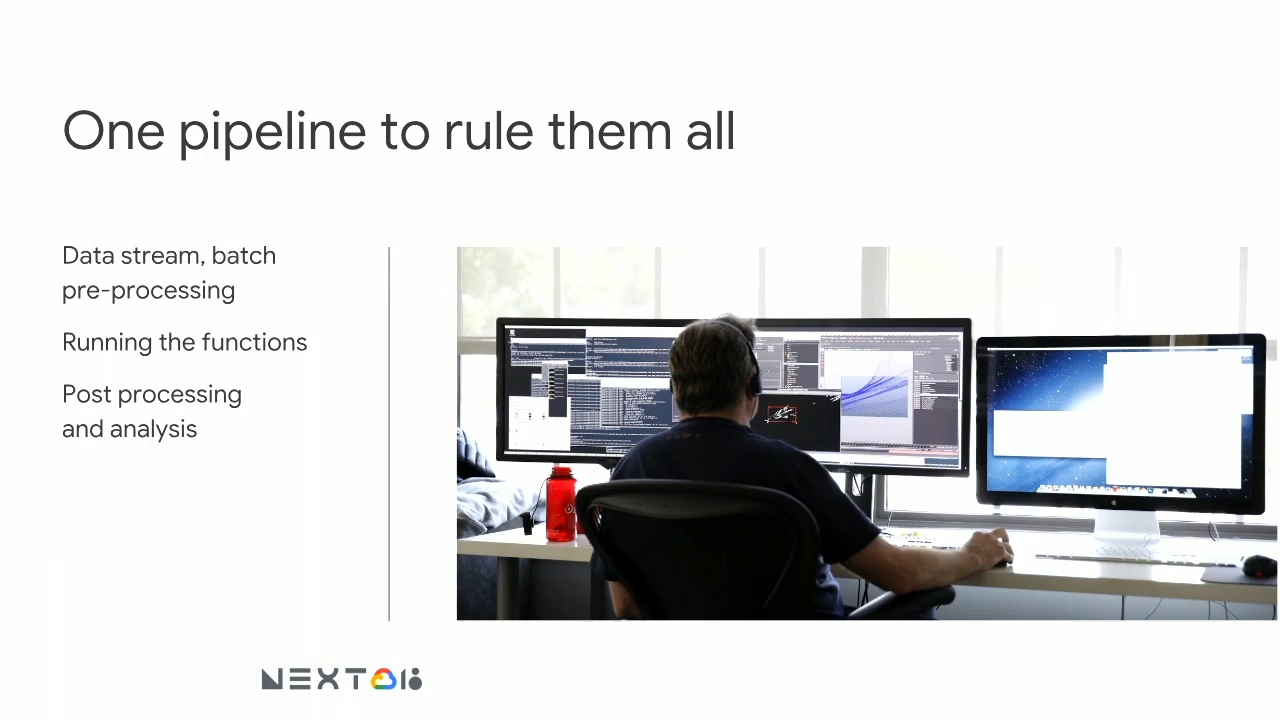 One pipeline to rule them all
Data stream, batch
pre-processing
Running the functions
Post processing
and analysis
NEXT 18